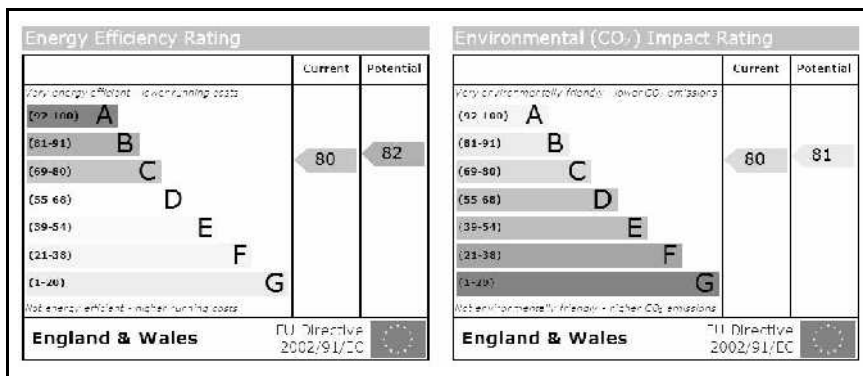 Energy Efficiency Rating
Current Potential
Very energy efficient - lower running costs
(92-100) A
(81-91) B
(69-80) C
(55-68) D
(39-54) E
(21-38) F
(1-20) G
80
82
Not energy efficient - higher running costs
England & Wales
EU Directive
2002/91/EC
Environmental (CO₂) Impact Rating
Current Potential
Very environmentally friendly - lower CO₂ emissions
(92-100) A
(81-91) B
(69-80) C
(55-68) D
(39-54) E
(21-38) F
(1-20) G
80
81
Not environmentally friendly - higher CO₂ emissions
England & Wales
EU Directive
2002/91/EC